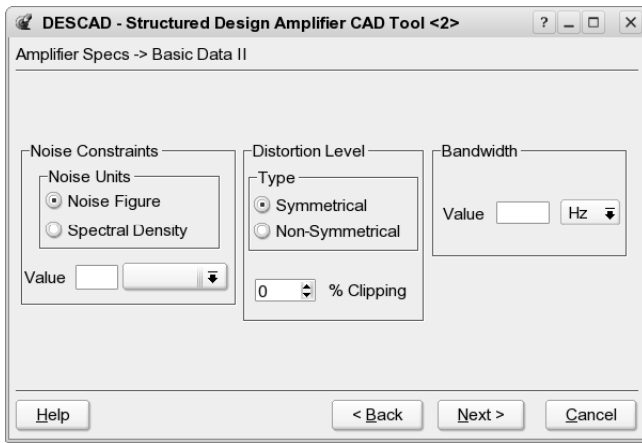 DESCAD - Structured Design Amplifier CAD Tool <2>
Amplifier Specs -> Basic Data II
Noise Constraints
Noise Units
Noise Figure
Spectral Density
Value
Distortion Level
Type
Symmetrical
Non-Symmetrical
0 % Clipping
Bandwidth
Value Hz
Help < Back Next > Cancel